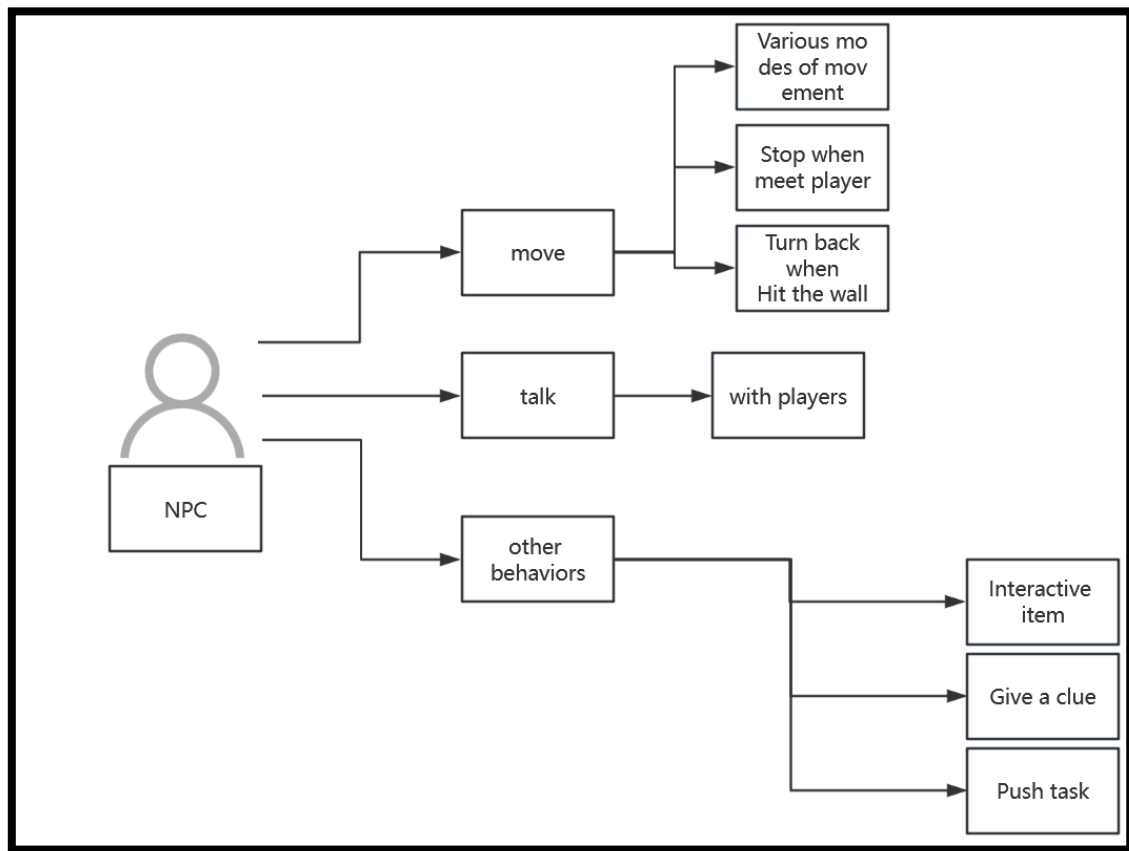 Various mo
des of mov
ement
Stop when
meet player
Turn back
when
Hit the wall
move
talk
with players
NPC
other
behaviors
Interactive
item
Give a clue
Push task